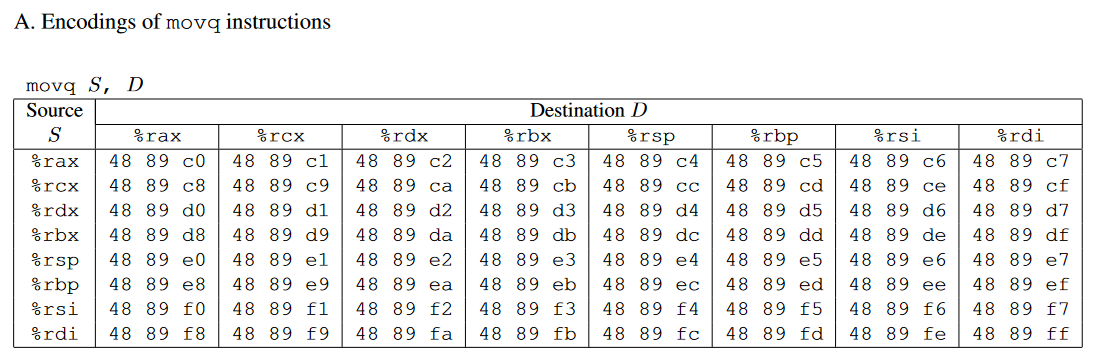 A. Encodings of movq instructions
movq S, D
Source Destination D
S %rax %rcx %rdx %rbx %rsp %rbp %rsi %rdi
%rax 48 89 c0 48 89 c1 48 89 c2 48 89 c3 48 89 c4 48 89 c5 48 89 c6 48 89 c7
%rcx 48 89 c8 48 89 c9 48 89 ca 48 89 cb 48 89 cc 48 89 cd 48 89 ce 48 89 cf
%rdx 48 89 d0 48 89 d1 48 89 d2 48 89 d3 48 89 d4 48 89 d5 48 89 d6 48 89 d7
%rbx 48 89 d8 48 89 d9 48 89 da 48 89 db 48 89 dc 48 89 dd 48 89 de 48 89 df
%rsp 48 89 e0 48 89 e1 48 89 e2 48 89 e3 48 89 e4 48 89 e5 48 89 e6 48 89 e7
%rbp 48 89 e8 48 89 e9 48 89 ea 48 89 eb 48 89 ec 48 89 ed 48 89 ee 48 89 ef
%rsi 48 89 f0 48 89 f1 48 89 f2 48 89 f3 48 89 f4 48 89 f5 48 89 f6 48 89 f7
%rdi 48 89 f8 48 89 f9 48 89 fa 48 89 fb 48 89 fc 48 89 fd 48 89 fe 48 89 ff